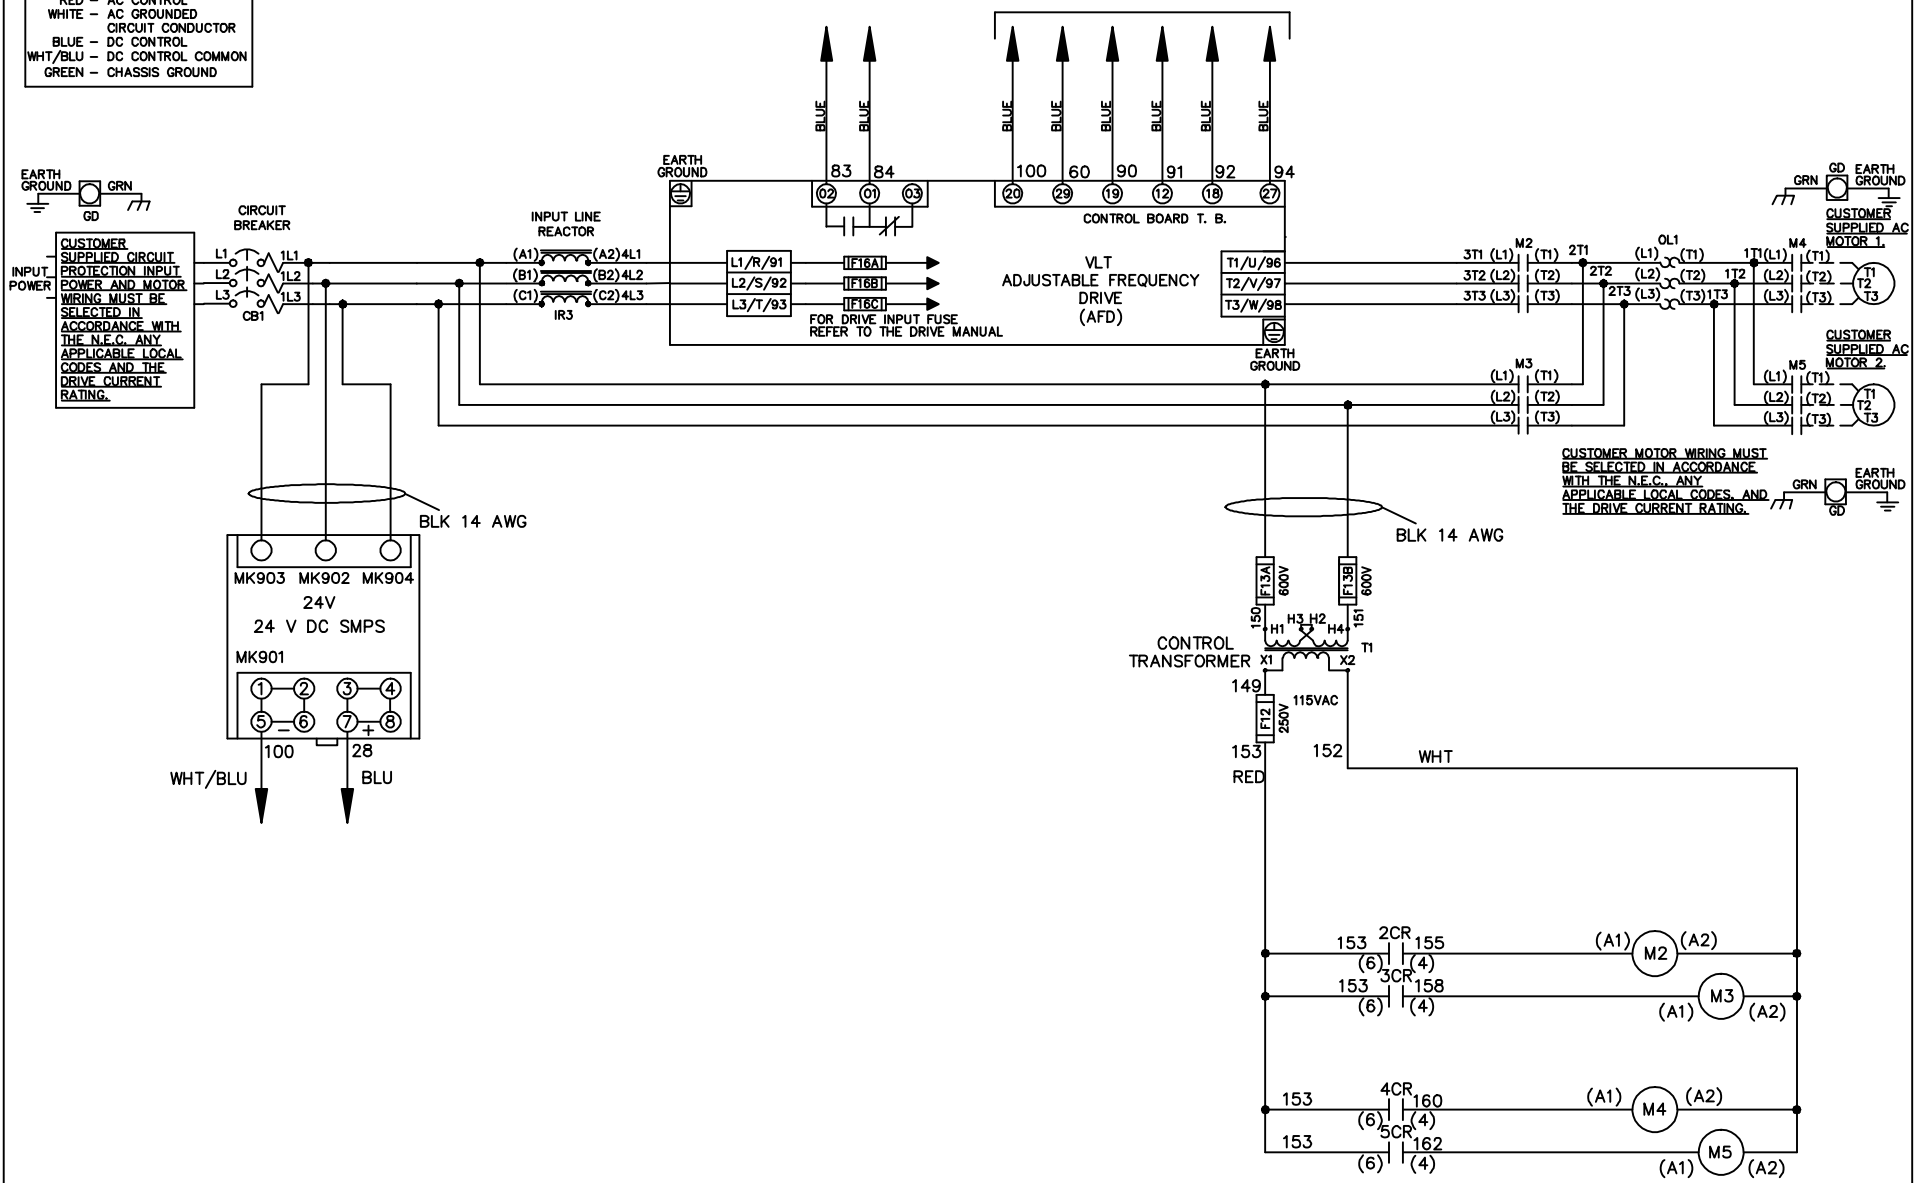 RED – AC CONTROL
WHITE – AC GROUNDED
CIRCUIT CONDUCTOR
BLUE – DC CONTROL
WHT/BLU – DC CONTROL COMMON
GREEN – CHASSIS GROUND
BLUE
BLUE
BLUE
BLUE
BLUE
BLUE
BLUE
BLUE
EARTH
GROUND
GRN
GD
CUSTOMER
SUPPLIED CIRCUIT
PROTECTION INPUT
POWER AND MOTOR
WIRING MUST BE
SELECTED IN
ACCORDANCE WITH
THE N.E.C. ANY
APPLICABLE LOCAL
CODES AND THE
DRIVE CURRENT
RATING.
INPUT
POWER
CIRCUIT
BREAKER
L1 1L1
L2 1L2
L3 1L3
CB1
INPUT LINE
REACTOR
(A1) (A2) 4L1
(B1) (B2) 4L2
(C1) (C2) 4L3
IR3
EARTH
GROUND
83 84
02 01 03
100 60 90 91 92 94
20 29 19 12 18 27
CONTROL BOARD T. B.
L1/R/91
L2/S/92
L3/T/93
F16A
F16B
F16C
FOR DRIVE INPUT FUSE
REFER TO THE DRIVE MANUAL
VLT
ADJUSTABLE FREQUENCY
DRIVE
(AFD)
T1/U/96
T2/V/97
T3/W/98
EARTH
GROUND
M2
3T1 (L1) (T1) 2T1
3T2 (L2) (T2) 2T2
3T3 (L3) (T3) 2T3
OL1
(L1) (T1) 1T1
(L2) (T2) 1T2
(L3) (T3) 1T3
M4
(L1) (T1)
(L2) (T2)
(L3) (T3)
T1
T2
T3
GRN
GD
EARTH
GROUND
CUSTOMER
SUPPLIED AC
MOTOR 1.
M3
(L1) (T1)
(L2) (T2)
(L3) (T3)
CUSTOMER
SUPPLIED AC
MOTOR 2.
M5
(L1) (T1)
(L2) (T2)
(L3) (T3)
T1
T2
T3
CUSTOMER MOTOR WIRING MUST
BE SELECTED IN ACCORDANCE
WITH THE N.E.C., ANY
APPLICABLE LOCAL CODES, AND
THE DRIVE CURRENT RATING.
GRN
GD
EARTH
GROUND
BLK 14 AWG
MK903 MK902 MK904
24V
24 V DC SMPS
MK901
1 2 3 4
5 6 7 8
– +
100 28
WHT/BLU BLU
BLK 14 AWG
F13A 600V
F13B 600V
150 151
H1 H3 H2 H4
T1
CONTROL
TRANSFORMER
X1 X2
149
115VAC
F12 250V
153 152
RED
WHT
2CR
153 155
(6) (4)
(A1) M2 (A2)
3CR
153 158
(6) (4)
(A1) M3 (A2)
4CR
153 160
(6) (4)
(A1) M4 (A2)
5CR
153 162
(6) (4)
(A1) M5 (A2)